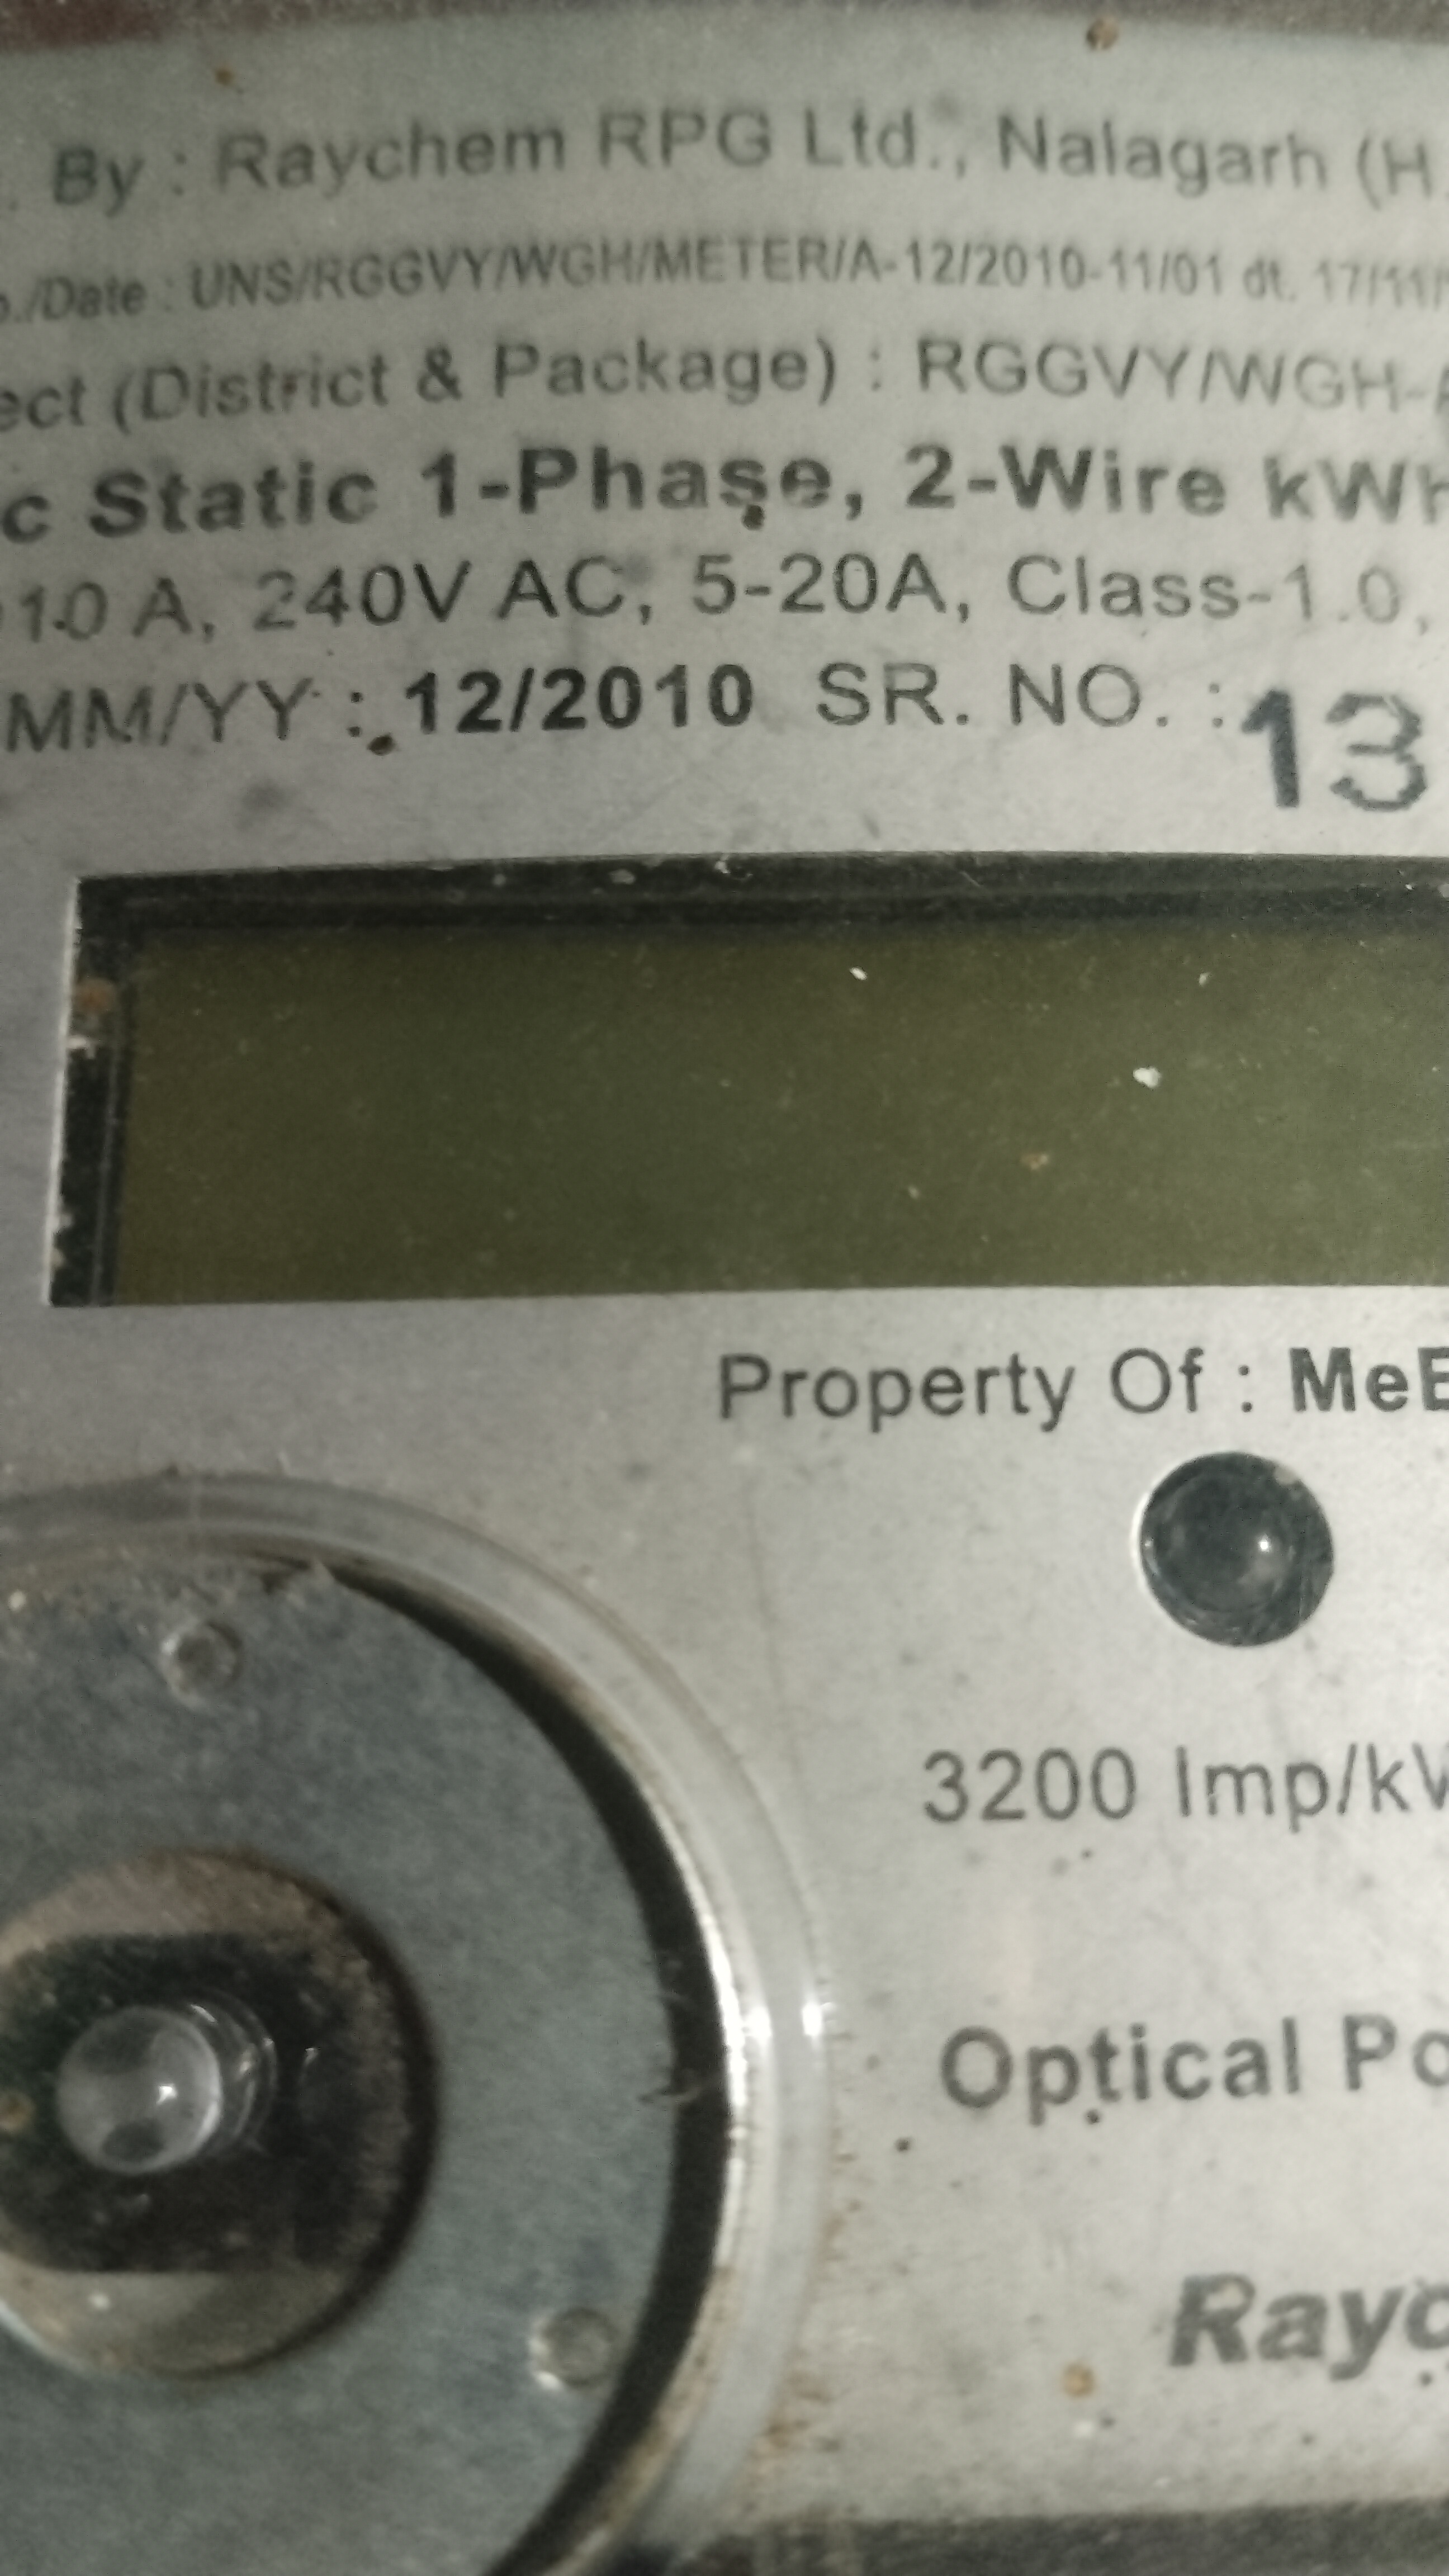 . By : Raychem RPG Ltd., Nalagarh (H.
o./Date : UNS/RGGVY/WGH/METER/A-12/2010-11/01 dt. 17/11/
ect (District & Package) : RGGVY/WGH-
c Static 1-Phase, 2-Wire kWh
10 A, 240V AC, 5-20A, Class-1.0,
MM/YY : 12/2010 SR. NO. : 13
Property Of : MeE
3200 Imp/kW
Optical Po
Rayc